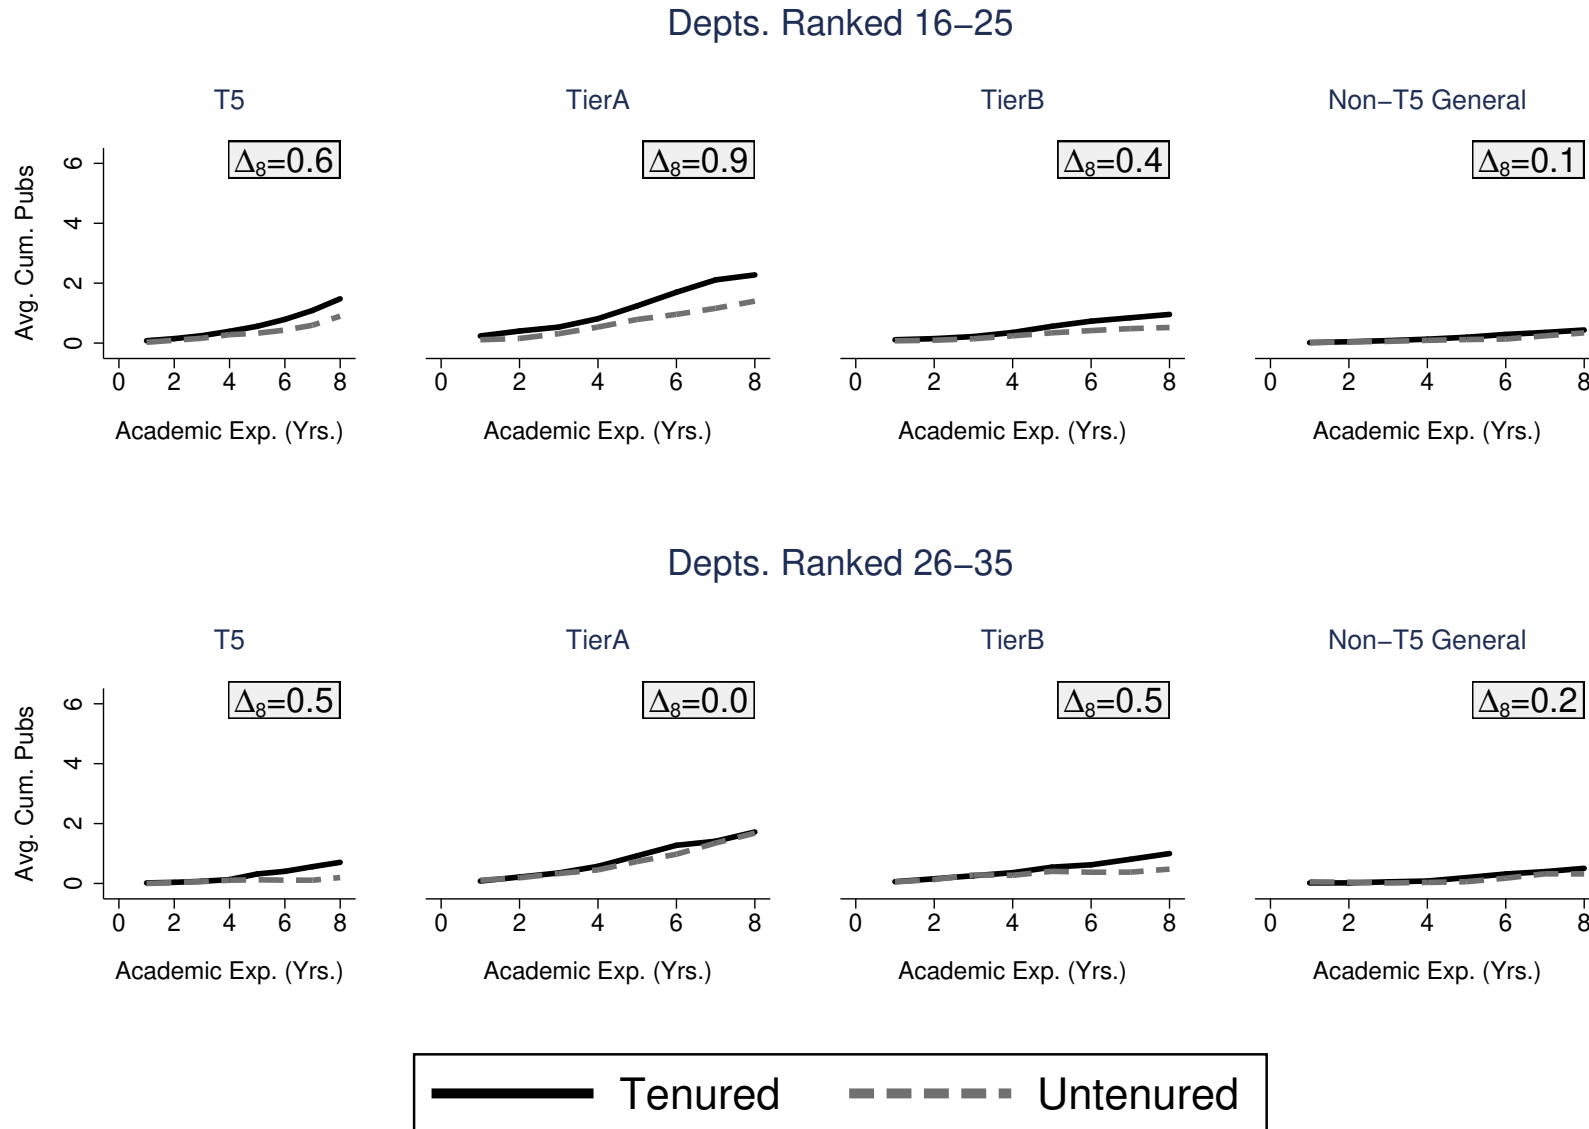 Depts. Ranked 16−25
T5 TierA TierB Non−T5 General
Δ₈=0.6 Δ₈=0.9 Δ₈=0.4 Δ₈=0.1
Avg. Cum. Pubs
6
4
2
0
0 2 4 6 8 0 2 4 6 8 0 2 4 6 8 0 2 4 6 8
Academic Exp. (Yrs.) Academic Exp. (Yrs.) Academic Exp. (Yrs.) Academic Exp. (Yrs.)
Depts. Ranked 26−35
T5 TierA TierB Non−T5 General
Δ₈=0.5 Δ₈=0.0 Δ₈=0.5 Δ₈=0.2
Avg. Cum. Pubs
6
4
2
0
0 2 4 6 8 0 2 4 6 8 0 2 4 6 8 0 2 4 6 8
Academic Exp. (Yrs.) Academic Exp. (Yrs.) Academic Exp. (Yrs.) Academic Exp. (Yrs.)
Tenured Untenured